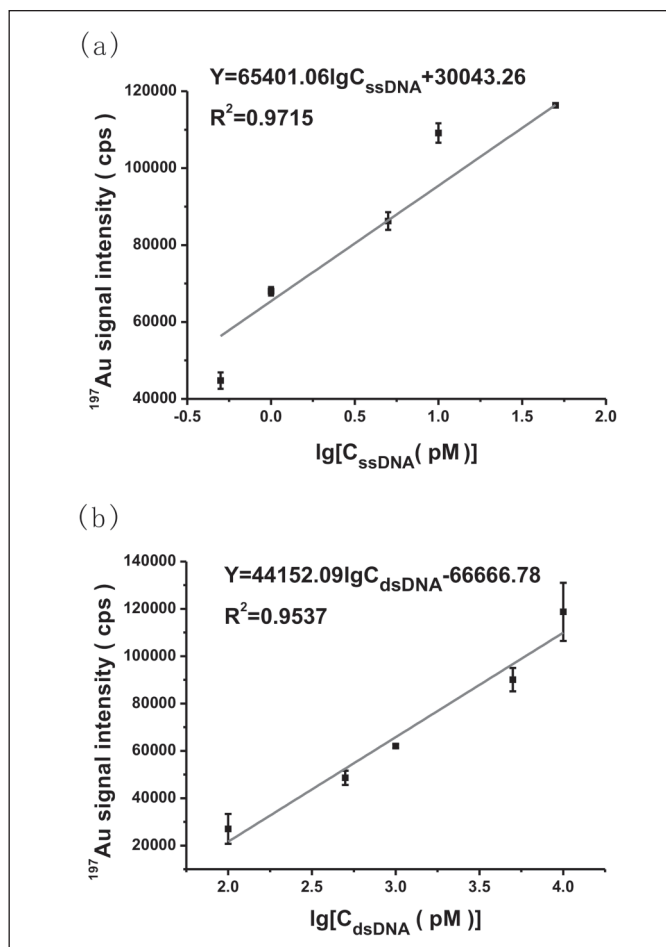 (a)
Y=65401.06lgC_ssDNA+30043.26
R²=0.9715
120000
100000
80000
60000
40000
¹⁹⁷Au signal intensity ( cps)
-0.5 0.0 0.5 1.0 1.5 2.0
lg[C_ssDNA( pM )]
(b)
Y=44152.09lgC_dsDNA-66666.78
R²=0.9537
140000
120000
100000
80000
60000
40000
20000
¹⁹⁷Au signal intensity ( cps)
2.0 2.5 3.0 3.5 4.0
lg[C_dsDNA ( pM )]